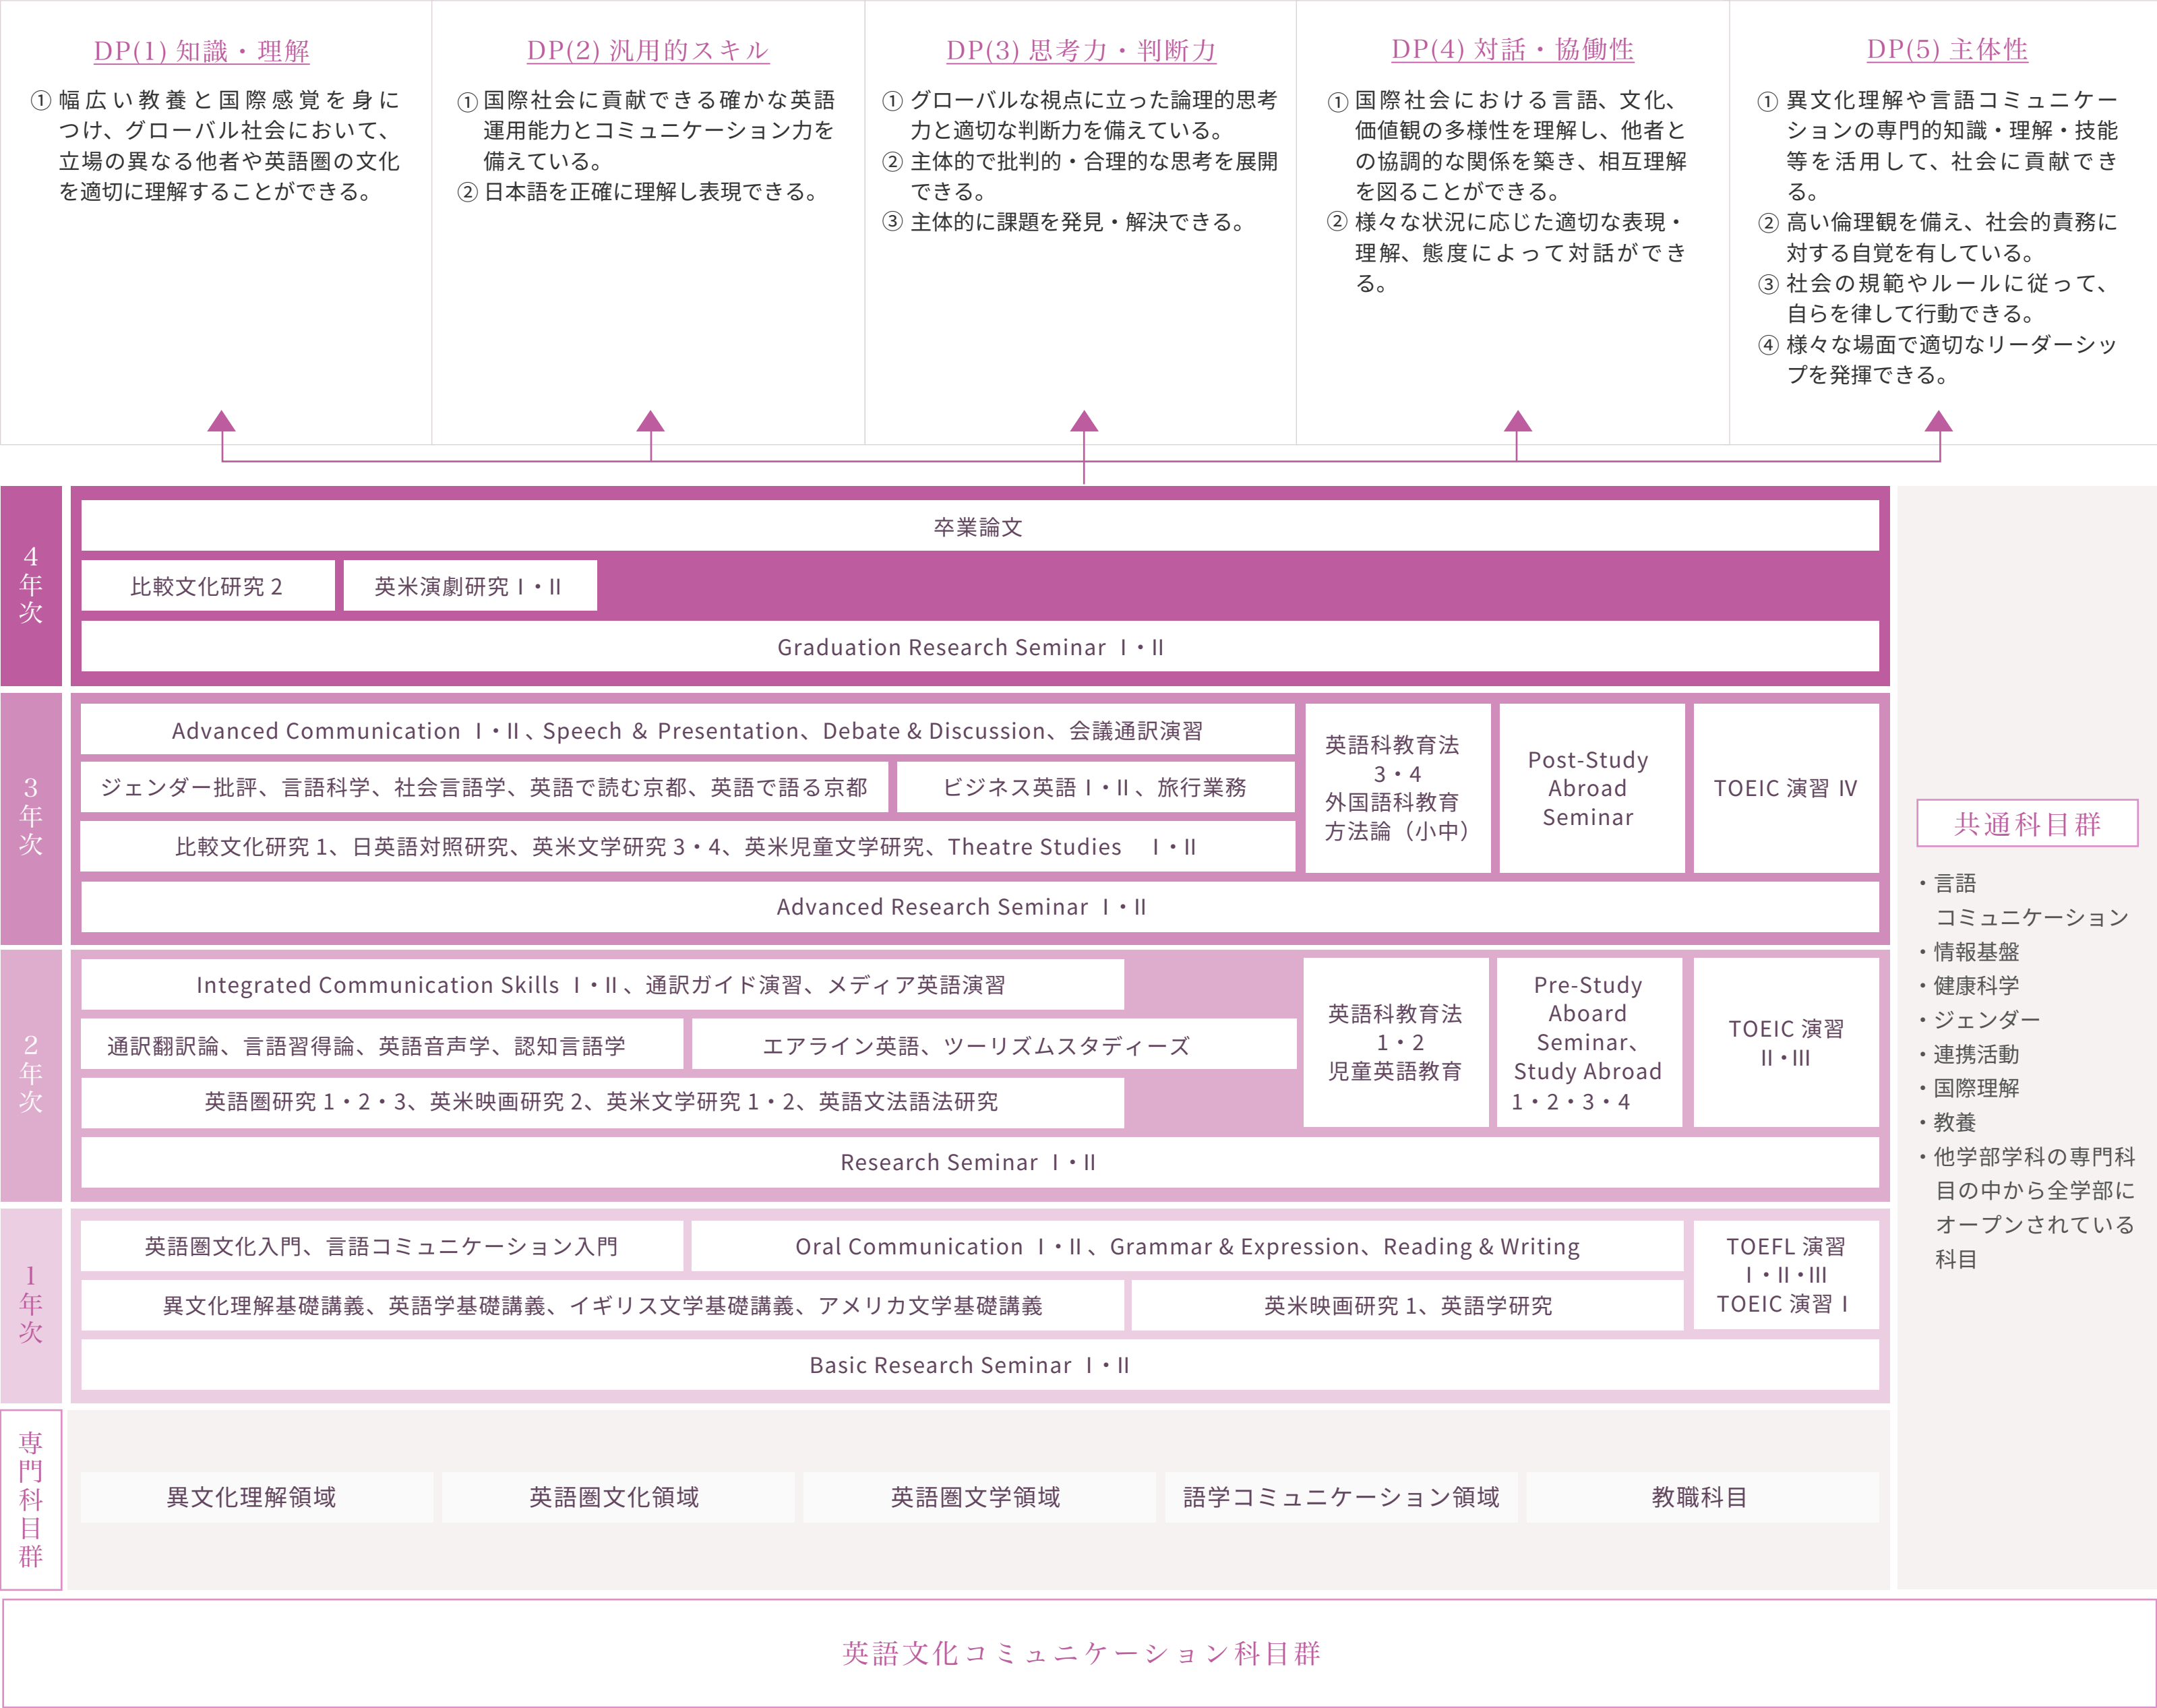 DP(1) 知識・理解
① 幅広い教養と国際感覚を身に
つけ、グローバル社会において、
立場の異なる他者や英語圏の文化
を適切に理解することができる。
DP(2) 汎用的スキル
① 国際社会に貢献できる確かな英語
運用能力とコミュニケーション力を
備えている。
② 日本語を正確に理解し表現できる。
DP(3) 思考力・判断力
① グローバルな視点に立った論理的思考
力と適切な判断力を備えている。
② 主体的で批判的・合理的な思考を展開
できる。
③ 主体的に課題を発見・解決できる。
DP(4) 対話・協働性
① 国際社会における言語、文化、
価値観の多様性を理解し、他者と
の協調的な関係を築き、相互理解
を図ることができる。
② 様々な状況に応じた適切な表現・
理解、態度によって対話ができ
る。
DP(5) 主体性
① 異文化理解や言語コミュニケー
ションの専門的知識・理解・技能
等を活用して、社会に貢献でき
る。
② 高い倫理観を備え、社会的責務に
対する自覚を有している。
③ 社会の規範やルールに従って、
自らを律して行動できる。
④ 様々な場面で適切なリーダーシッ
プを発揮できる。
4年次
卒業論文
比較文化研究 2
英米演劇研究 I・II
Graduation Research Seminar I・II
3年次
Advanced Communication I・II 、Speech & Presentation、Debate & Discussion、会議通訳演習
ジェンダー批評、言語科学、社会言語学、英語で読む京都、英語で語る京都
ビジネス英語 I・II 、旅行業務
比較文化研究 1、日英語対照研究、英米文学研究 3・4、英米児童文学研究、Theatre Studies I・II
英語科教育法
3・4
外国語科教育
方法論（小中）
Post-Study
Abroad
Seminar
TOEIC 演習 IV
Advanced Research Seminar I・II
2年次
Integrated Communication Skills I・II 、通訳ガイド演習、メディア英語演習
通訳翻訳論、言語習得論、英語音声学、認知言語学
エアライン英語、ツーリズムスタディーズ
英語圏研究 1・2・3、英米映画研究 2、英米文学研究 1・2、英語文法語法研究
英語科教育法
1・2
児童英語教育
Pre-Study
Aboard
Seminar、
Study Abroad
1・2・3・4
TOEIC 演習
II・III
Research Seminar I・II
1年次
英語圏文化入門、言語コミュニケーション入門
Oral Communication I・II 、Grammar & Expression、Reading & Writing
異文化理解基礎講義、英語学基礎講義、イギリス文学基礎講義、アメリカ文学基礎講義
英米映画研究 1、英語学研究
TOEFL 演習
I・II・III
TOEIC 演習 I
Basic Research Seminar I・II
専門科目群
異文化理解領域
英語圏文化領域
英語圏文学領域
語学コミュニケーション領域
教職科目
共通科目群
・言語
コミュニケーション
・情報基盤
・健康科学
・ジェンダー
・連携活動
・国際理解
・教養
・他学部学科の専門科
目の中から全学部に
オープンされている
科目
英語文化コミュニケーション科目群